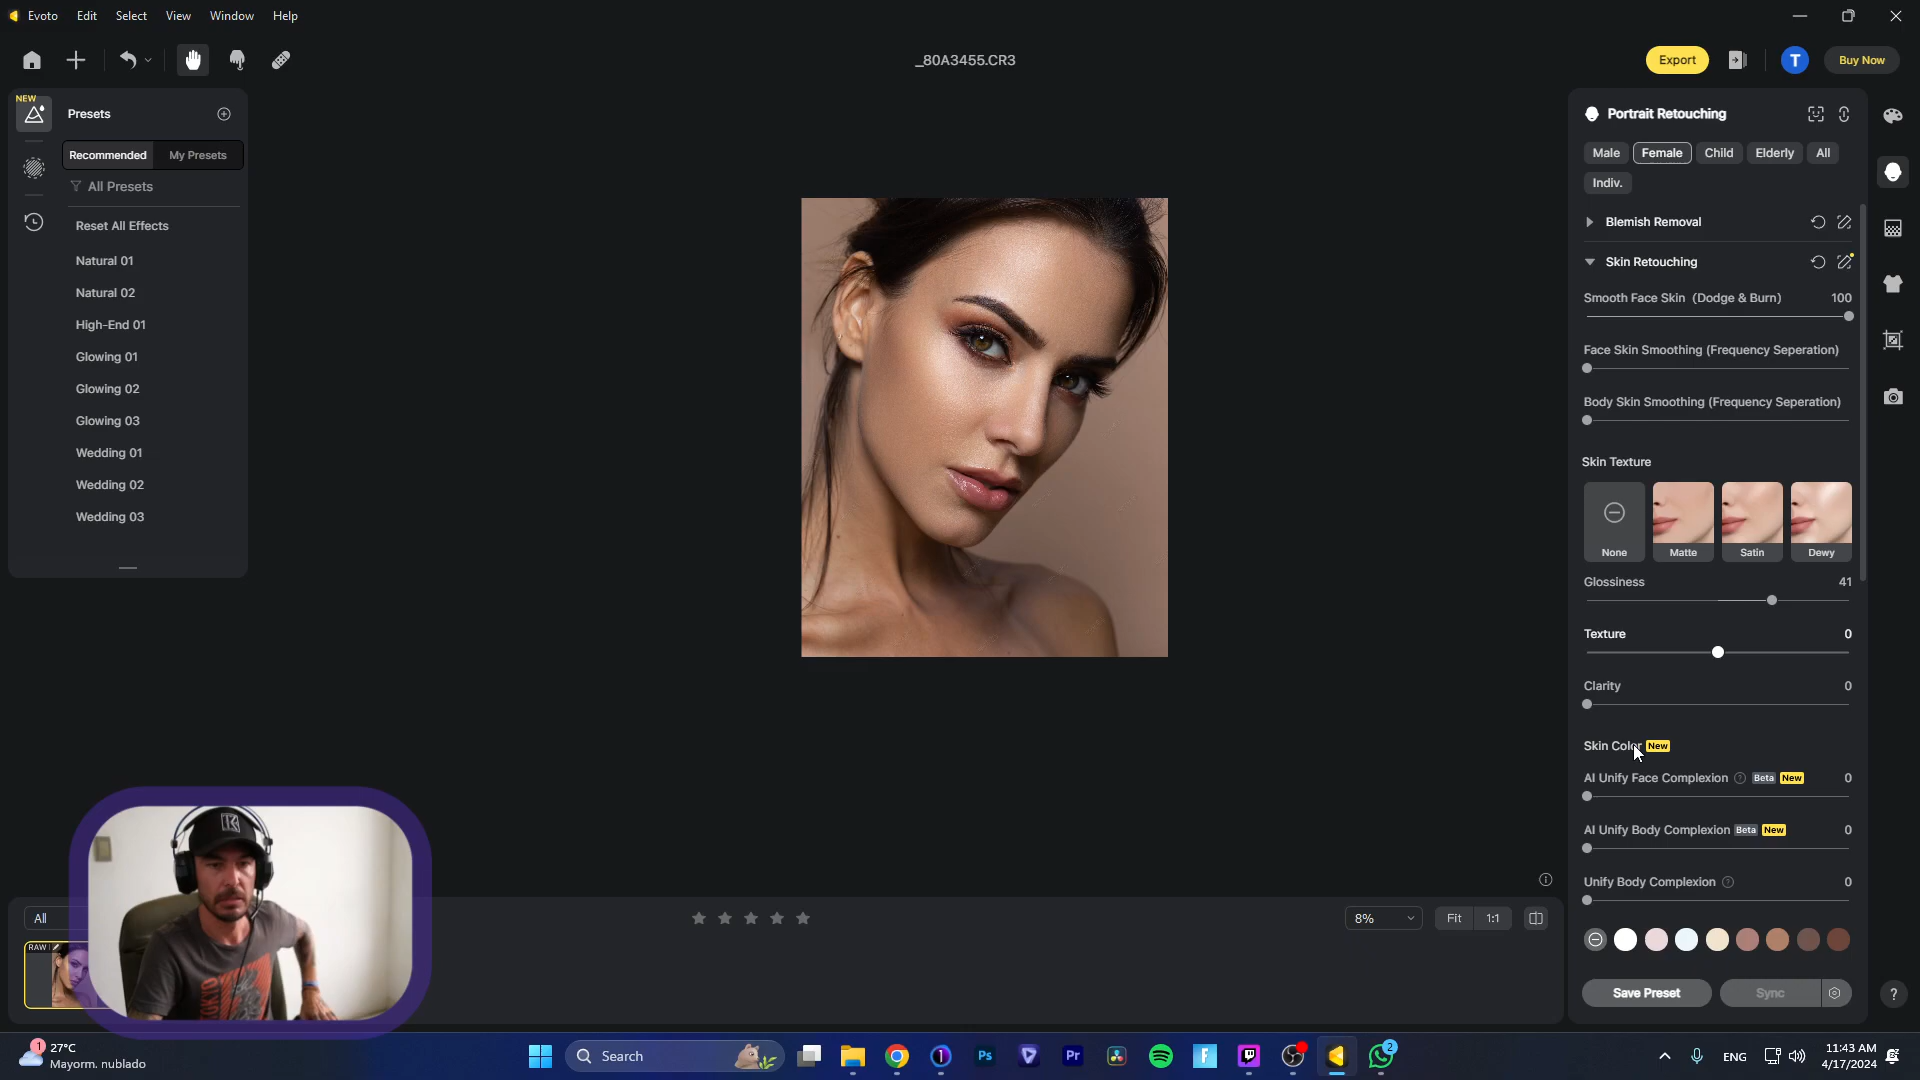 Evoto Edit Select View Window Help
_80A3455.CR3
Export
T
Buy Now
NEW
Presets
Recommended
My Presets
All Presets
Reset All Effects
Natural 01
Natural 02
High-End 01
Glowing 01
Glowing 02
Glowing 03
Wedding 01
Wedding 02
Wedding 03
Portrait Retouching
Male Female Child Elderly All
Indiv.
Blemish Removal
Skin Retouching
Smooth Face Skin (Dodge & Burn) 100
Face Skin Smoothing (Frequency Seperation)
Body Skin Smoothing (Frequency Seperation)
Skin Texture
None Matte Satin Dewy
Glossiness 41
Texture 0
Clarity 0
Skin Color New
AI Unify Face Complexion ? Beta New 0
AI Unify Body Complexion Beta New 0
Unify Body Complexion ? 0
Save Preset
Sync
?
All
8%
Fit
1:1
RAW
1
27°C
Mayorm. nublado
Search
Ps
Pr
2
ENG
11:43 AM
4/17/2024